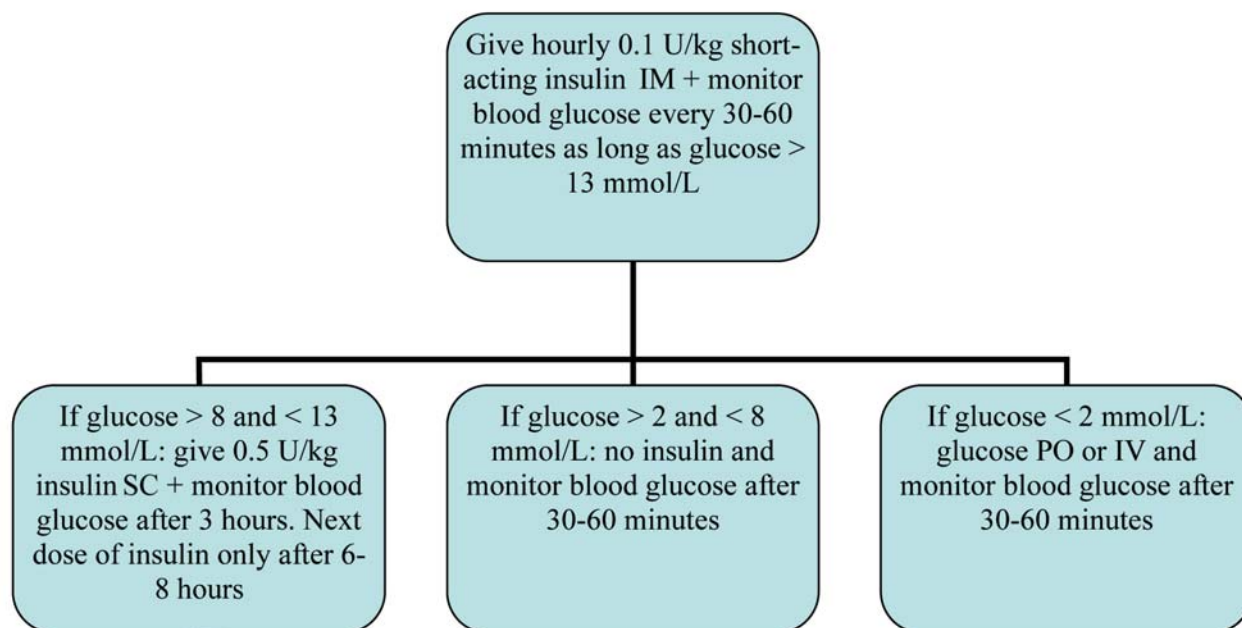 Give hourly 0.1 U/kg short-
acting insulin IM + monitor
blood glucose every 30-60
minutes as long as glucose >
13 mmol/L
If glucose > 8 and < 13
mmol/L: give 0.5 U/kg
insulin SC + monitor blood
glucose after 3 hours. Next
dose of insulin only after 6-
8 hours
If glucose > 2 and < 8
mmol/L: no insulin and
monitor blood glucose after
30-60 minutes
If glucose < 2 mmol/L:
glucose PO or IV and
monitor blood glucose after
30-60 minutes